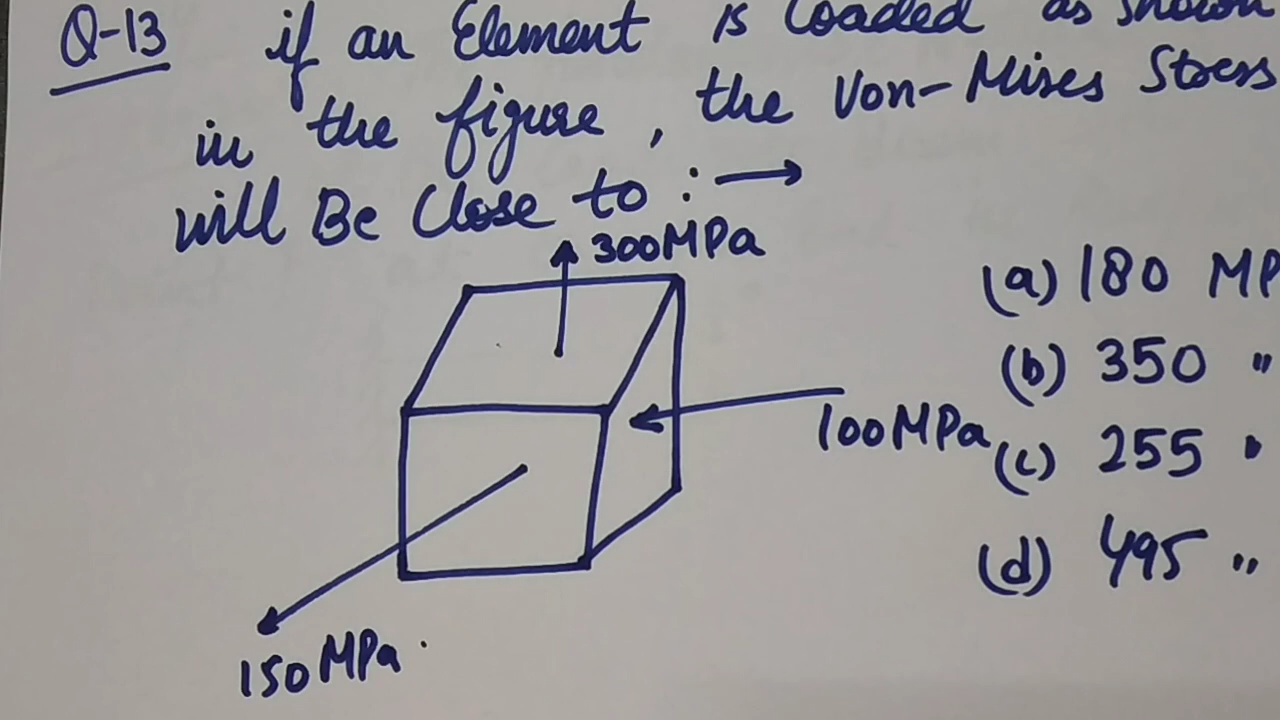 Q-13 if an Element is loaded as shown
in the figure, the Von-Mises Stress
will Be Close to : →
300MPa
100MPa
150MPa.
(a) 180 MP
(b) 350 "
(c) 255 "
(d) 495 "